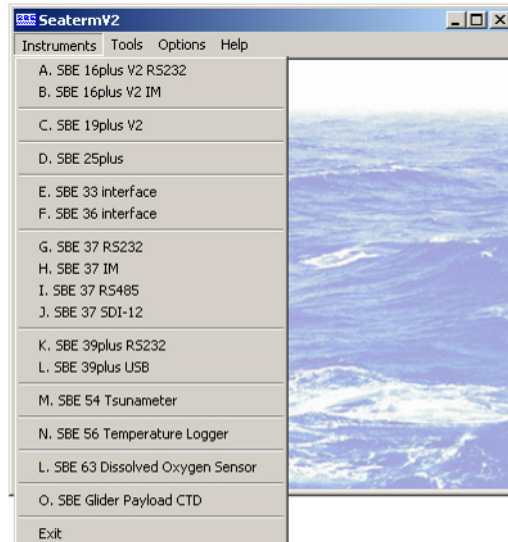 SBE SeatermV2
Instruments Tools Options Help
A. SBE 16plus V2 RS232
B. SBE 16plus V2 IM
C. SBE 19plus V2
D. SBE 25plus
E. SBE 33 interface
F. SBE 36 interface
G. SBE 37 RS232
H. SBE 37 IM
I. SBE 37 RS485
J. SBE 37 SDI-12
K. SBE 39plus RS232
L. SBE 39plus USB
M. SBE 54 Tsunameter
N. SBE 56 Temperature Logger
L. SBE 63 Dissolved Oxygen Sensor
O. SBE Glider Payload CTD
Exit